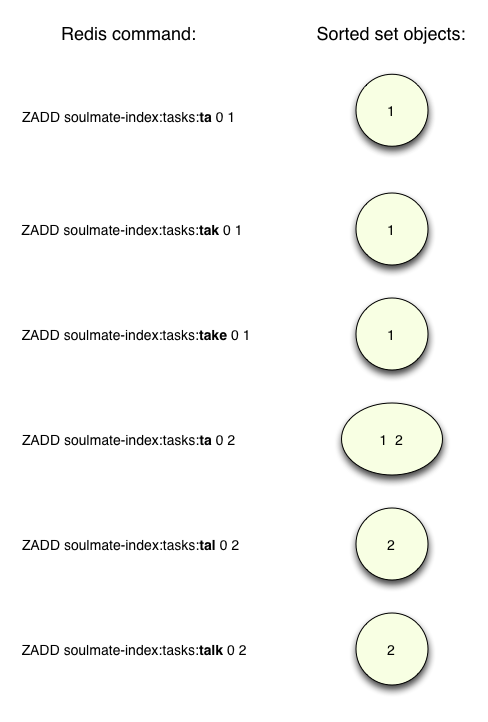 Redis command: Sorted set objects:
ZADD soulmate-index:tasks:ta 0 1 1
ZADD soulmate-index:tasks:tak 0 1 1
ZADD soulmate-index:tasks:take 0 1 1
ZADD soulmate-index:tasks:ta 0 2 1 2
ZADD soulmate-index:tasks:tal 0 2 2
ZADD soulmate-index:tasks:talk 0 2 2